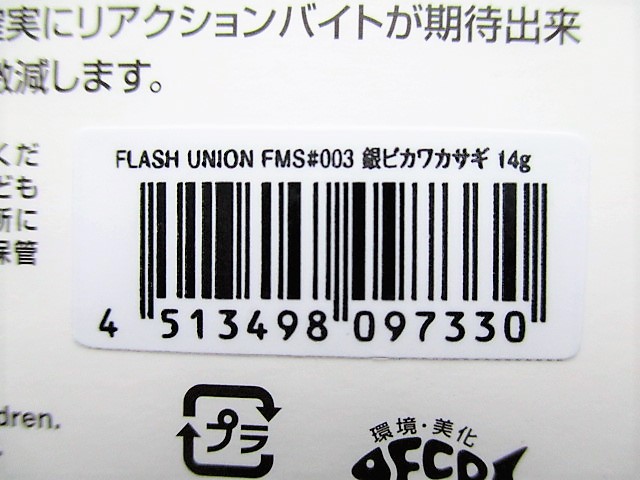 実にリアクションバイトが期待出来
減します。
くだ
ども
所に
保管
FLASH UNION FMS#003 銀ピカワカサギ 14g
4 513498 097330
dren.
プラ
環境・美化